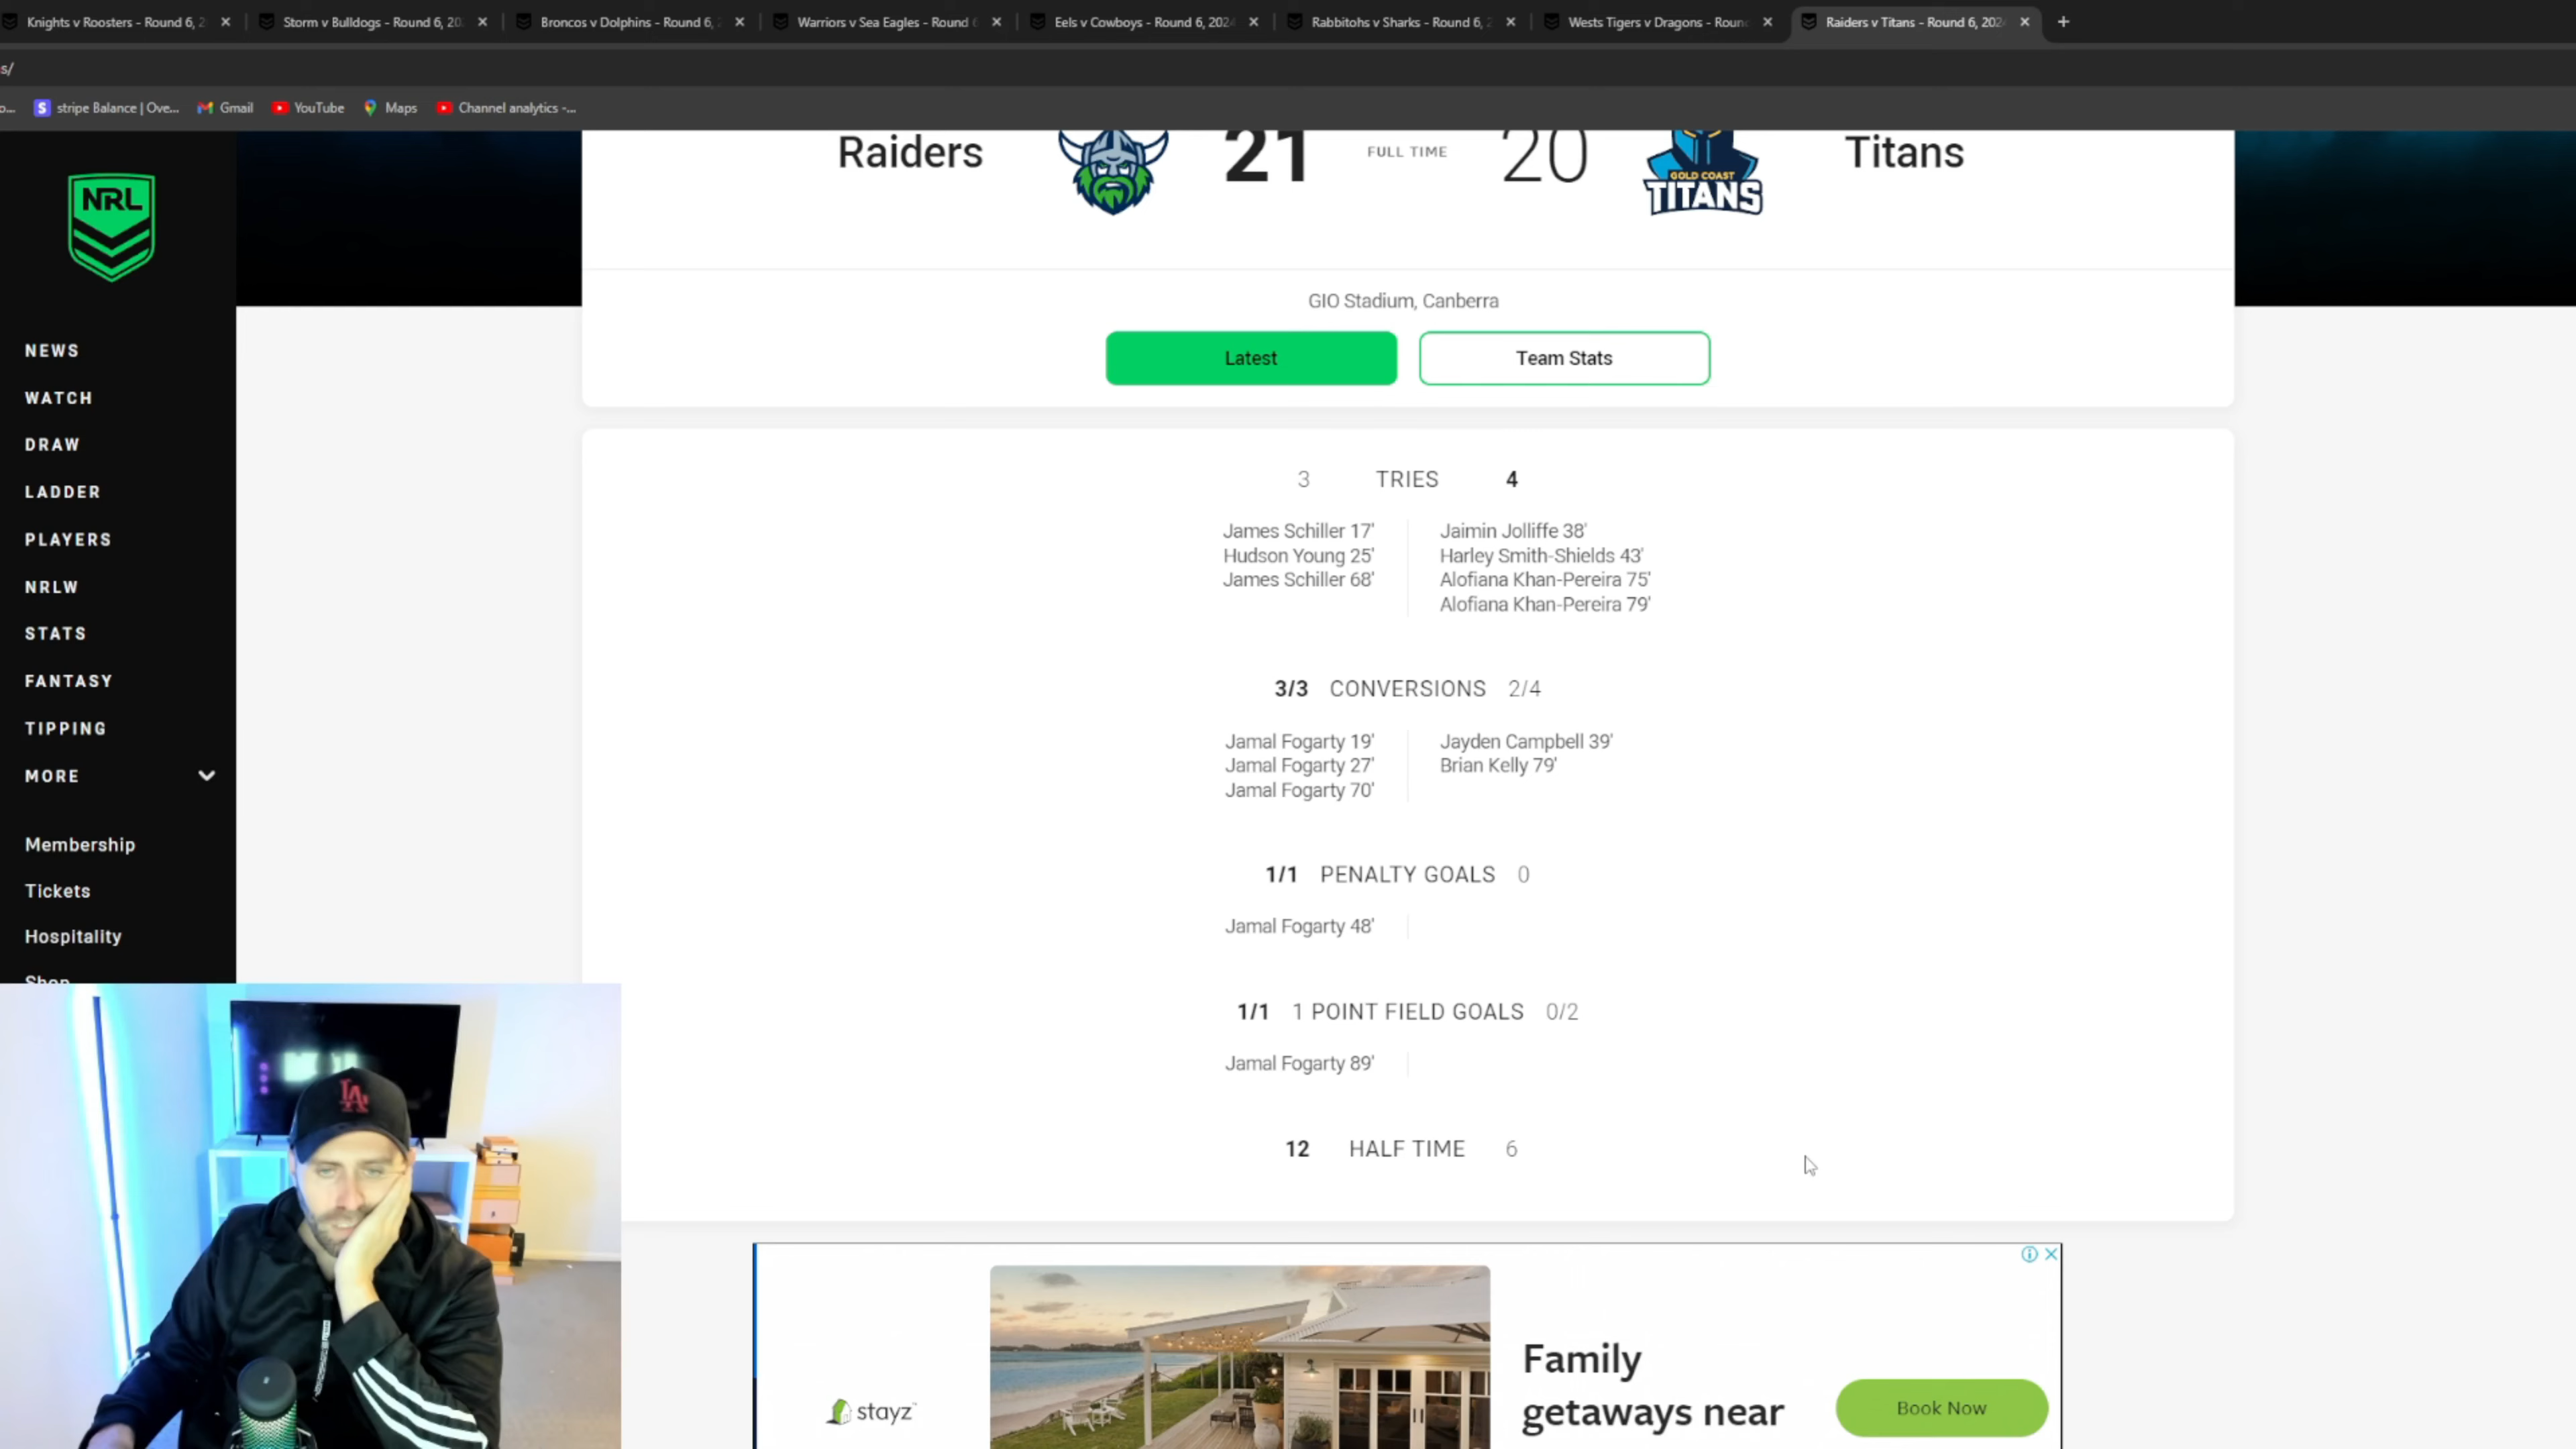 Knights v Roosters - Round 6, 2
Storm v Bulldogs - Round 6, 20
Broncos v Dolphins - Round 6, 2
Warriors v Sea Eagles - Round 6
Eels v Cowboys - Round 6, 2024
Rabbitohs v Sharks - Round 6, 2
Wests Tigers v Dragons - Roun
Raiders v Titans - Round 6, 202
s/
o...
stripe Balance | Ove...
Gmail
YouTube
Maps
Channel analytics -...
Raiders
21
FULL TIME
20
GOLD COAST
TITANS
Titans
NRL
GIO Stadium, Canberra
Latest
Team Stats
NEWS
WATCH
DRAW
LADDER
PLAYERS
NRLW
STATS
FANTASY
TIPPING
MORE
Membership
Tickets
Hospitality
Shop
3 TRIES 4
James Schiller 17' Jaimin Jolliffe 38'
Hudson Young 25' Harley Smith-Shields 43'
James Schiller 68' Alofiana Khan-Pereira 75'
Alofiana Khan-Pereira 79'
3/3 CONVERSIONS 2/4
Jamal Fogarty 19' Jayden Campbell 39'
Jamal Fogarty 27' Brian Kelly 79'
Jamal Fogarty 70'
1/1 PENALTY GOALS 0
Jamal Fogarty 48'
1/1 1 POINT FIELD GOALS 0/2
Jamal Fogarty 89'
12 HALF TIME 6
LA
stayz
Family
getaways near
Book Now